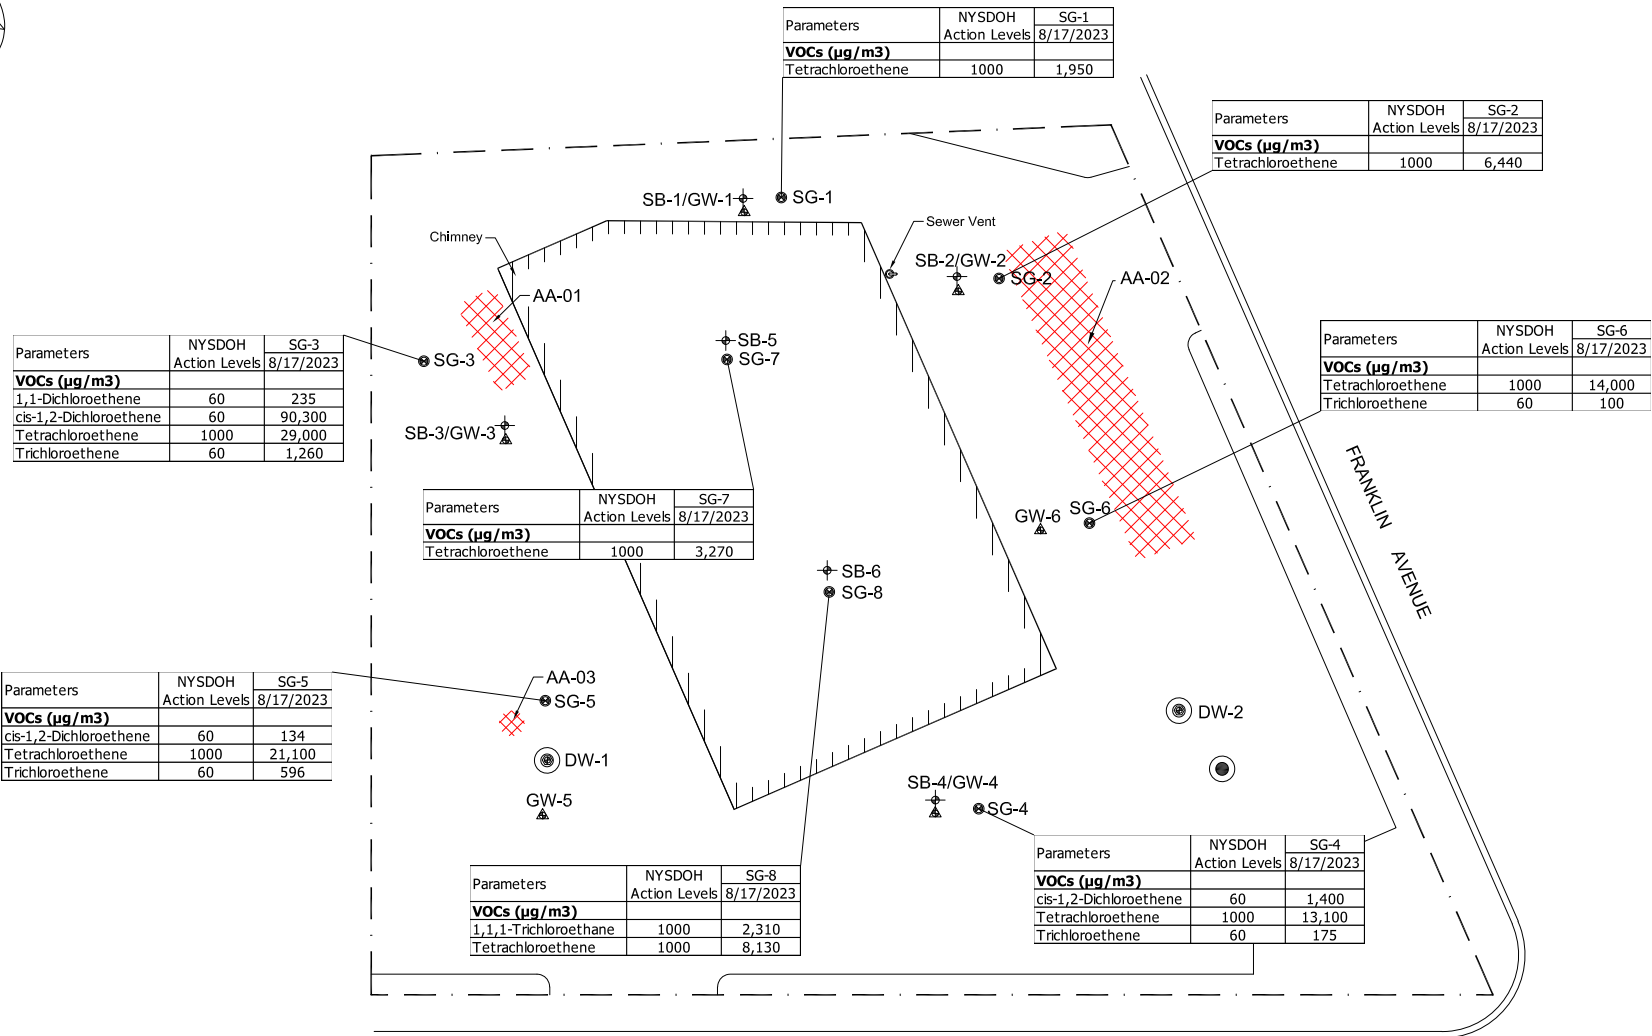 Parameters NYSDOH Action Levels SG-1 8/17/2023
VOCs (µg/m3)
Tetrachloroethene 1000 1,950
Parameters NYSDOH Action Levels SG-2 8/17/2023
VOCs (µg/m3)
Tetrachloroethene 1000 6,440
SB-1/GW-1
SG-1
Chimney
Sewer Vent
SB-2/GW-2
SG-2
AA-02
AA-01
Parameters NYSDOH Action Levels SG-3 8/17/2023
VOCs (µg/m3)
1,1-Dichloroethene 60 235
cis-1,2-Dichloroethene 60 90,300
Tetrachloroethene 1000 29,000
Trichloroethene 60 1,260
SG-3
SB-5
SG-7
Parameters NYSDOH Action Levels SG-6 8/17/2023
VOCs (µg/m3)
Tetrachloroethene 1000 14,000
Trichloroethene 60 100
SB-3/GW-3
FRANKLIN AVENUE
Parameters NYSDOH Action Levels SG-7 8/17/2023
VOCs (µg/m3)
Tetrachloroethene 1000 3,270
GW-6
SG-6
SB-6
SG-8
Parameters NYSDOH Action Levels SG-5 8/17/2023
VOCs (µg/m3)
cis-1,2-Dichloroethene 60 134
Tetrachloroethene 1000 21,100
Trichloroethene 60 596
AA-03
SG-5
DW-1
GW-5
DW-2
SB-4/GW-4
SG-4
Parameters NYSDOH Action Levels SG-8 8/17/2023
VOCs (µg/m3)
1,1,1-Trichloroethane 1000 2,310
Tetrachloroethene 1000 8,130
Parameters NYSDOH Action Levels SG-4 8/17/2023
VOCs (µg/m3)
cis-1,2-Dichloroethene 60 1,400
Tetrachloroethene 1000 13,100
Trichloroethene 60 175